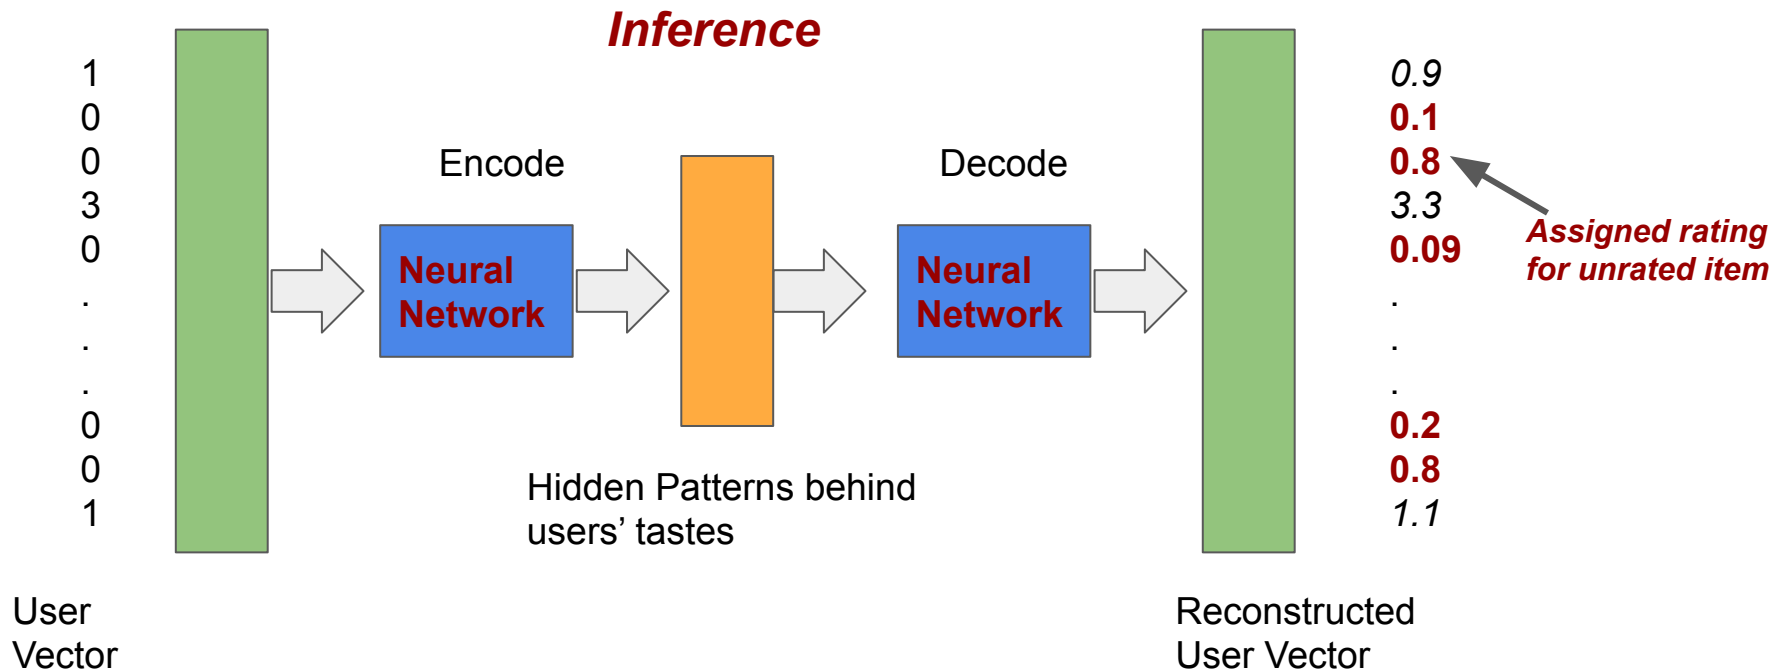 Inference
1
0
0
3
0
.
.
.
0
0
1
Encode
Decode
Neural
Network
Neural
Network
Hidden Patterns behind
users’ tastes
0.9
0.1
0.8
3.3
0.09
.
.
.
0.2
0.8
1.1
Assigned rating
for unrated item
User
Vector
Reconstructed
User Vector